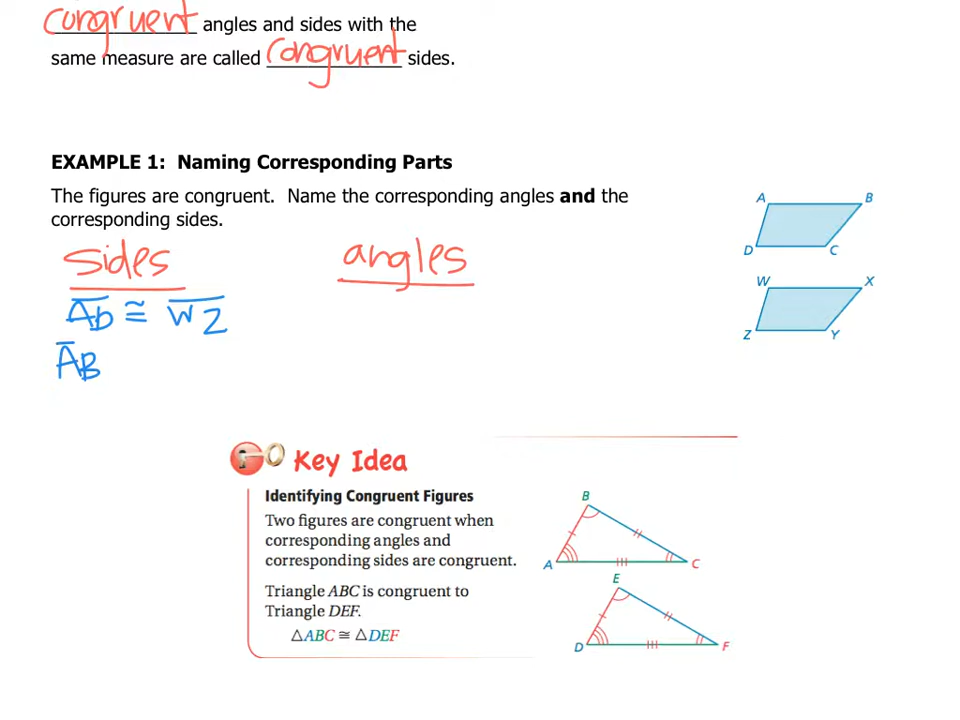 congruent angles and sides with the
same measure are called congruent sides.
EXAMPLE 1: Naming Corresponding Parts
The figures are congruent. Name the corresponding angles and the
corresponding sides.
sides angles
A̅b̅ ≅ W̅Z̅
A̅B
A B
D C
W X
Z Y
Key Idea
Identifying Congruent Figures
Two figures are congruent when
corresponding angles and
corresponding sides are congruent.
Triangle ABC is congruent to
Triangle DEF.
△ABC ≅ △DEF
B
A C
E
D F